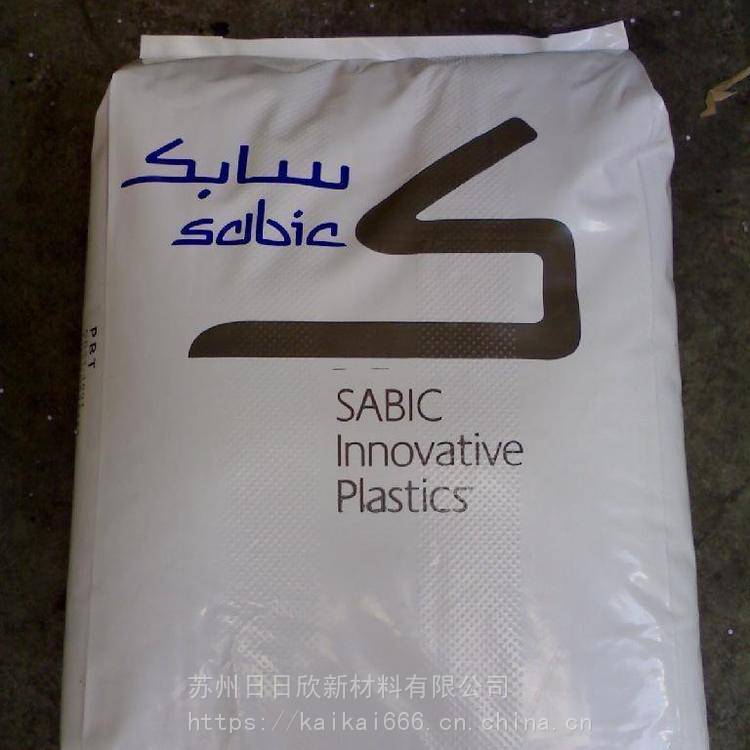 سابك
sabic
SABIC
Innovative
Plastics
PRT
苏州日日欣新材料有限公司
https://kaikai666.cn.china.cn